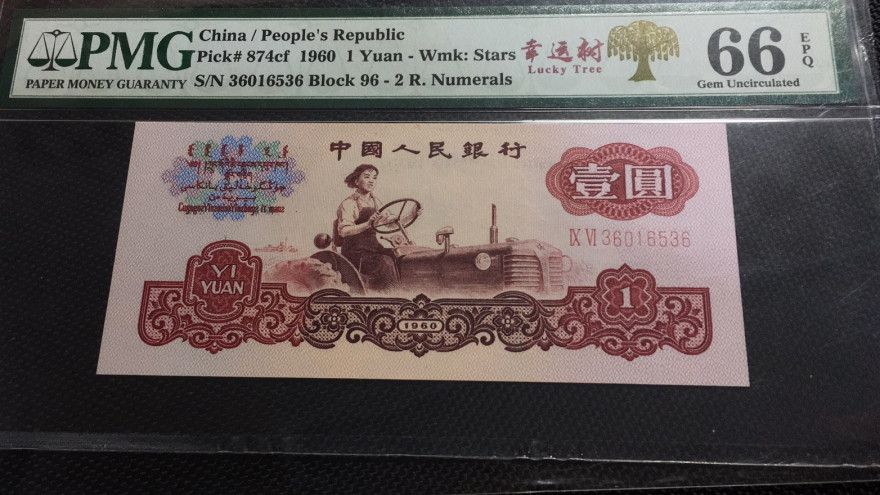 PMG
PAPER MONEY GUARANTY
China / People's Republic
Pick# 874cf 1960 1 Yuan - Wmk: Stars
S/N 36016536 Block 96 - 2 R. Numerals
幸运树
Lucky Tree
66 EPQ
Gem Uncirculated
中國人民銀行
壹圓
IX VI 36016536
YI
YUAN
1960
1